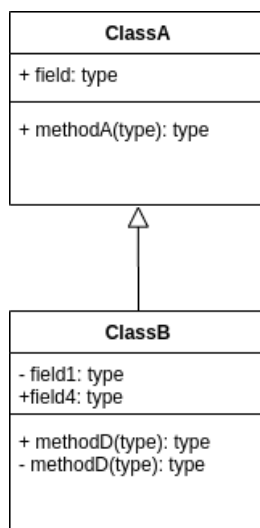 ClassA
+ field: type
+ methodA(type): type
ClassB
- field1: type
+field4: type
+ methodD(type): type
- methodD(type): type